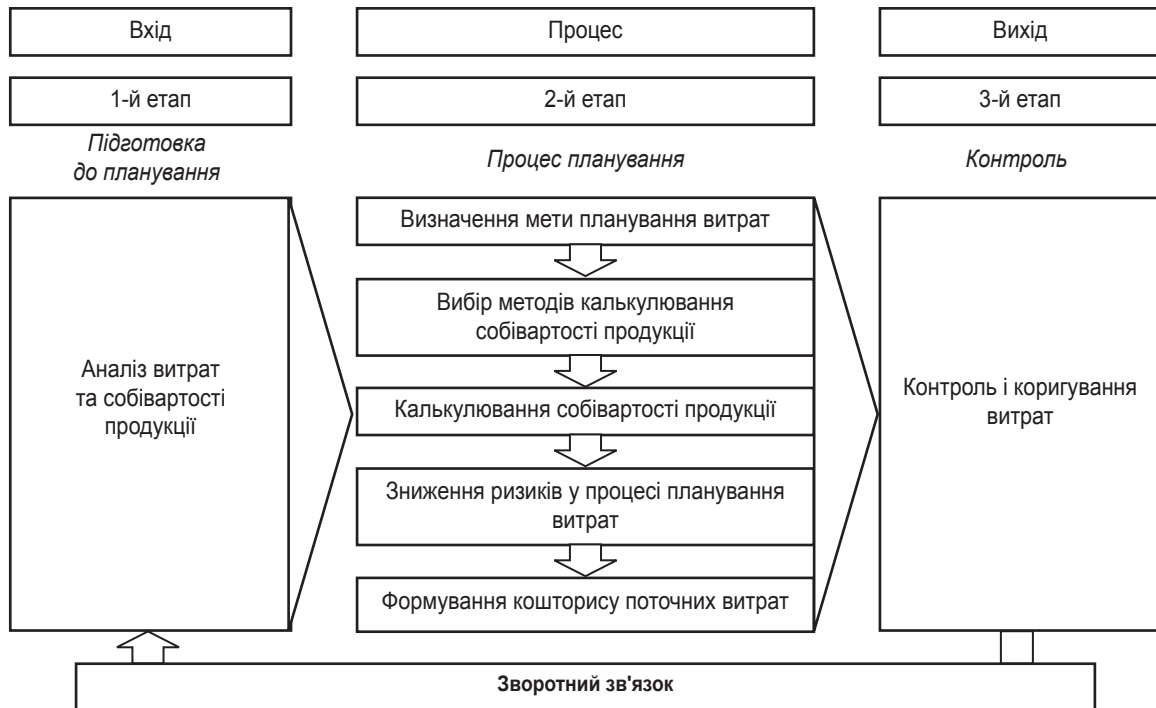 Вхід
Процес
Вихід
1-й етап
2-й етап
3-й етап
Підготовка
до планування
Процес планування
Контроль
Аналіз витрат
та собівартості
продукції
Визначення мети планування витрат
Вибір методів калькулювання
собівартості продукції
Калькулювання собівартості продукції
Зниження ризиків у процесі планування
витрат
Формування кошторису поточних витрат
Контроль і коригування
витрат
Зворотний зв'язок